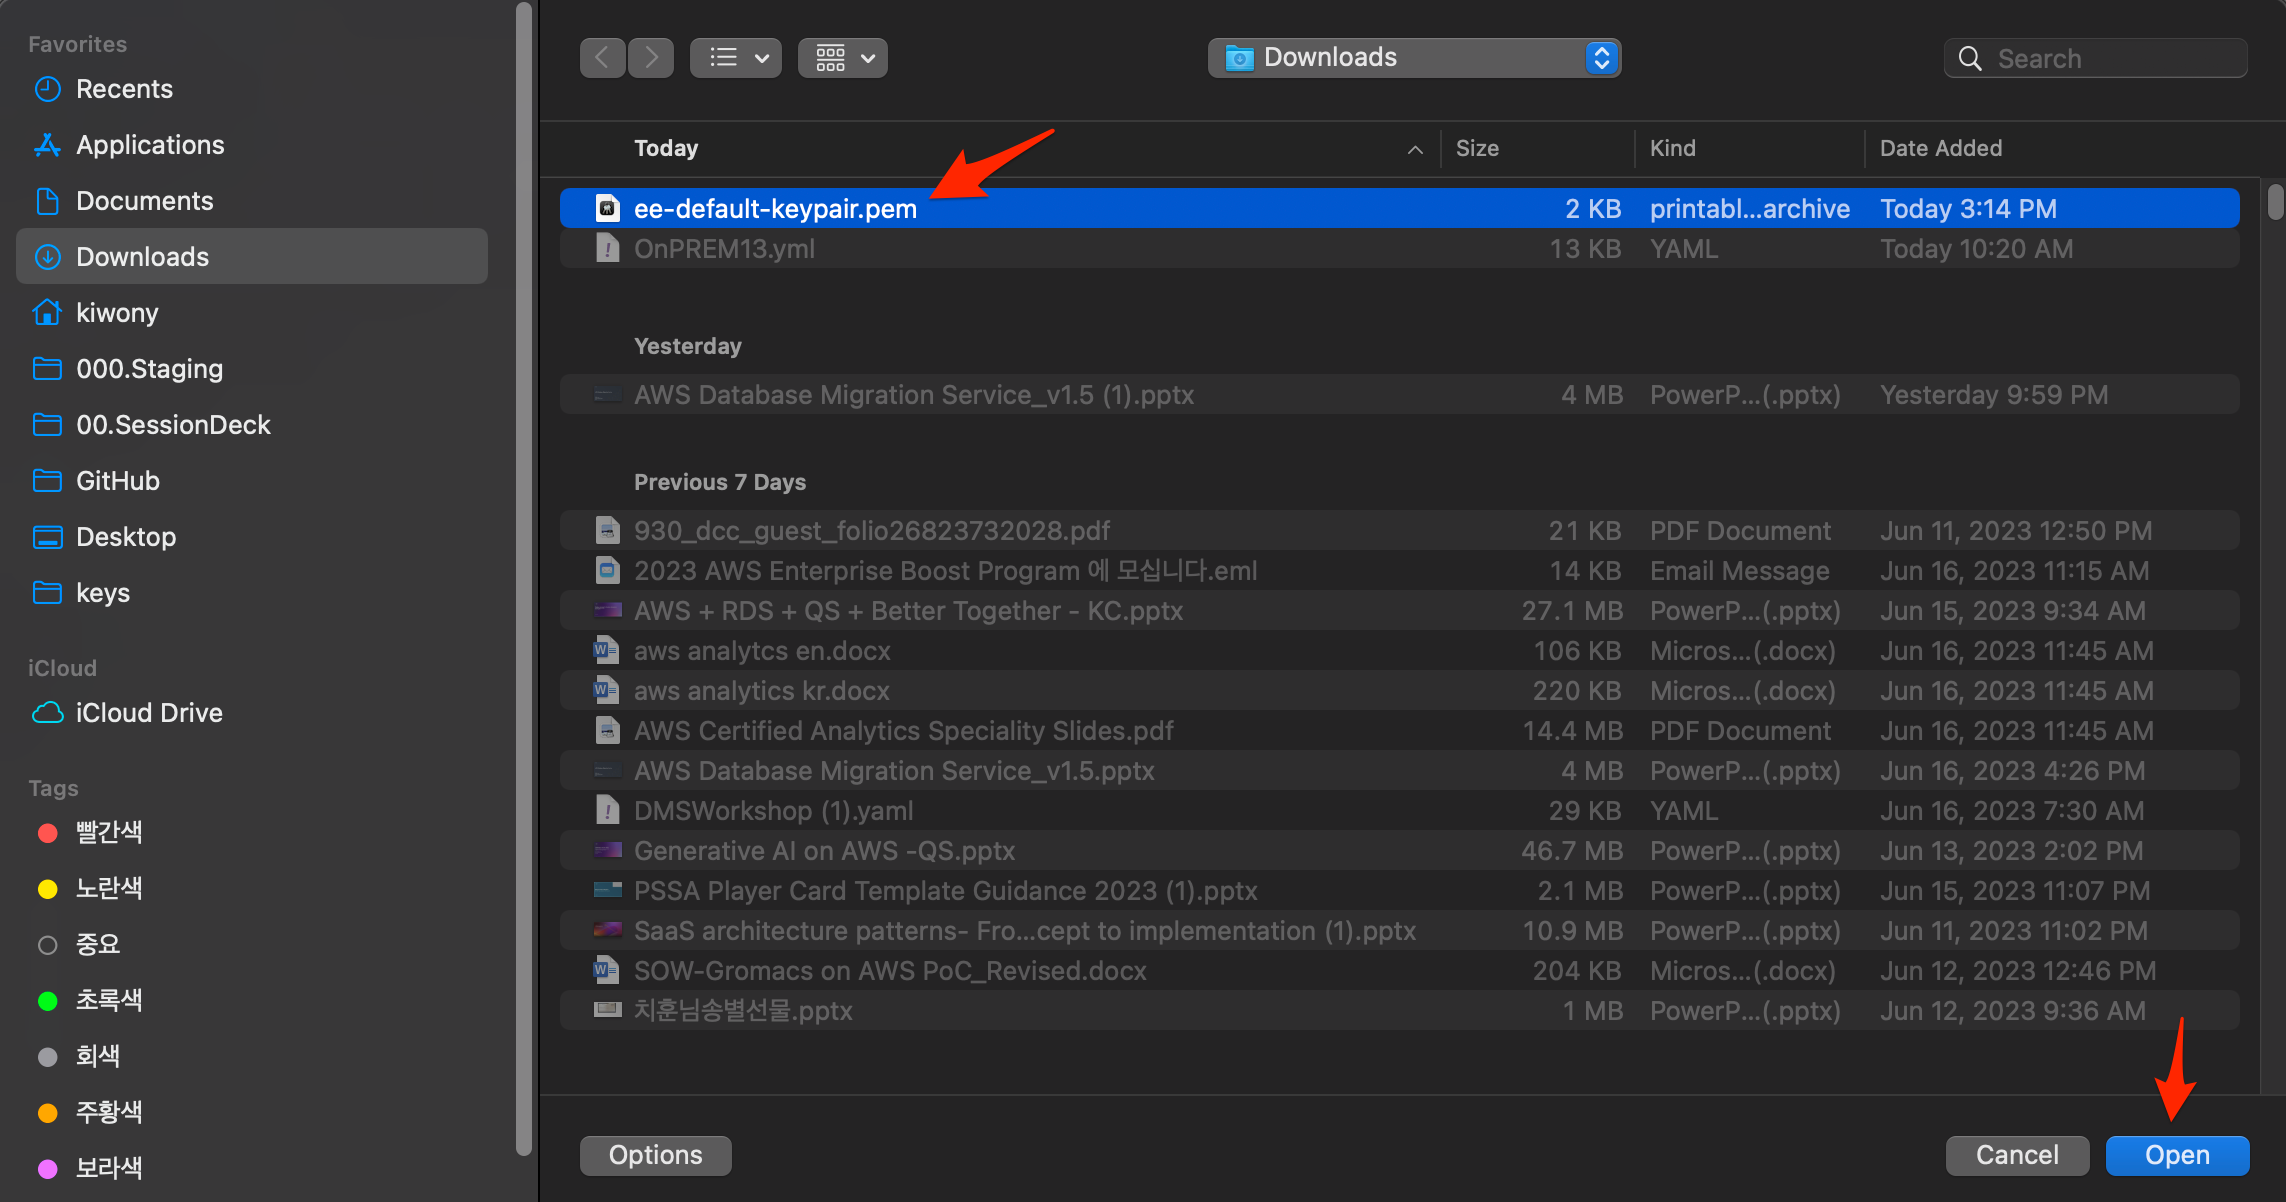 Favorites
Recents
Applications
Documents
Downloads
kiwony
000.Staging
00.SessionDeck
GitHub
Desktop
keys
iCloud
iCloud Drive
Tags
빨간색
노란색
중요
초록색
회색
주황색
보라색
Downloads
Search
Today Size Kind Date Added
ee-default-keypair.pem 2 KB printabl...archive Today 3:14 PM
OnPREM13.yml 13 KB YAML Today 10:20 AM
Yesterday
AWS Database Migration Service_v1.5 (1).pptx 4 MB PowerP...(.pptx) Yesterday 9:59 PM
Previous 7 Days
930_dcc_guest_folio26823732028.pdf 21 KB PDF Document Jun 11, 2023 12:50 PM
2023 AWS Enterprise Boost Program 에 모십니다.eml 14 KB Email Message Jun 16, 2023 11:15 AM
AWS + RDS + QS + Better Together - KC.pptx 27.1 MB PowerP...(.pptx) Jun 15, 2023 9:34 AM
aws analytcs en.docx 106 KB Micros...(.docx) Jun 16, 2023 11:45 AM
aws analytics kr.docx 220 KB Micros...(.docx) Jun 16, 2023 11:45 AM
AWS Certified Analytics Speciality Slides.pdf 14.4 MB PDF Document Jun 16, 2023 11:45 AM
AWS Database Migration Service_v1.5.pptx 4 MB PowerP...(.pptx) Jun 16, 2023 4:26 PM
DMSWorkshop (1).yaml 29 KB YAML Jun 16, 2023 7:30 AM
Generative AI on AWS -QS.pptx 46.7 MB PowerP...(.pptx) Jun 13, 2023 2:02 PM
PSSA Player Card Template Guidance 2023 (1).pptx 2.1 MB PowerP...(.pptx) Jun 15, 2023 11:07 PM
SaaS architecture patterns- Fro...cept to implementation (1).pptx 10.9 MB PowerP...(.pptx) Jun 11, 2023 11:02 PM
SOW-Gromacs on AWS PoC_Revised.docx 204 KB Micros...(.docx) Jun 12, 2023 12:46 PM
치훈님송별선물.pptx 1 MB PowerP...(.pptx) Jun 12, 2023 9:36 AM
Options Cancel Open